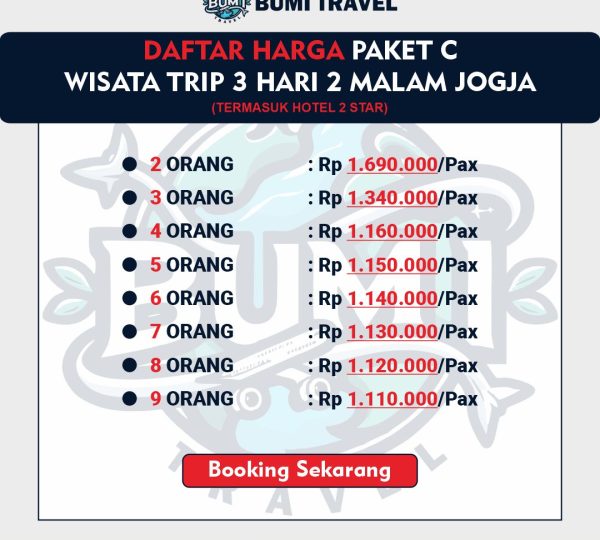 BUMI TRAVEL
DAFTAR HARGA PAKET C
WISATA TRIP 3 HARI 2 MALAM JOGJA
(TERMASUK HOTEL 2 STAR)
2 ORANG : Rp 1.690.000/Pax
3 ORANG : Rp 1.340.000/Pax
4 ORANG : Rp 1.160.000/Pax
5 ORANG : Rp 1.150.000/Pax
6 ORANG : Rp 1.140.000/Pax
7 ORANG : Rp 1.130.000/Pax
8 ORANG : Rp 1.120.000/Pax
9 ORANG : Rp 1.110.000/Pax
BUMI
TRAVEL
Booking Sekarang